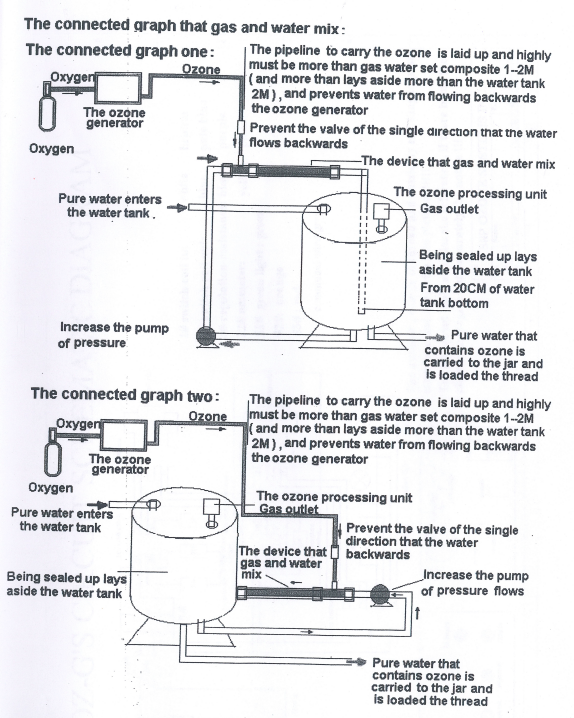 The connected graph that gas and water mix:
The connected graph one:
The pipeline to carry the ozone is laid up and highly
must be more than gas water set composite 1--2M
(and more than lays aside more than the water tank
2M), and prevents water from flowing backwards
the ozone generator
Oxygen
Ozone
The ozone
generator
Oxygen
Prevent the valve of the single direction that the water
flows backwards
The device that gas and water mix
Pure water enters
the water tank.
The ozone processing unit
Gas outlet
Being sealed up lays
aside the water tank
From 20CM of water
tank bottom
Increase the pump
of pressure
Pure water that
contains ozone is
carried to the jar and
is loaded the thread
The connected graph two:
The pipeline to carry the ozone is laid up and highly
must be more than gas water set composite 1--2M
(and more than lays aside more than the water tank
2M), and prevents water from flowing backwards
the ozone generator
Oxygen
Ozone
The ozone
generator
Oxygen
Pure water enters
the water tank
The ozone processing unit
Gas outlet
Prevent the valve of the single
direction that the water
backwards
The device that
gas and water
mix
Being sealed up lays
aside the water tank
Increase the pump
of pressure flows
Pure water that
contains ozone is
carried to the jar and
is loaded the thread